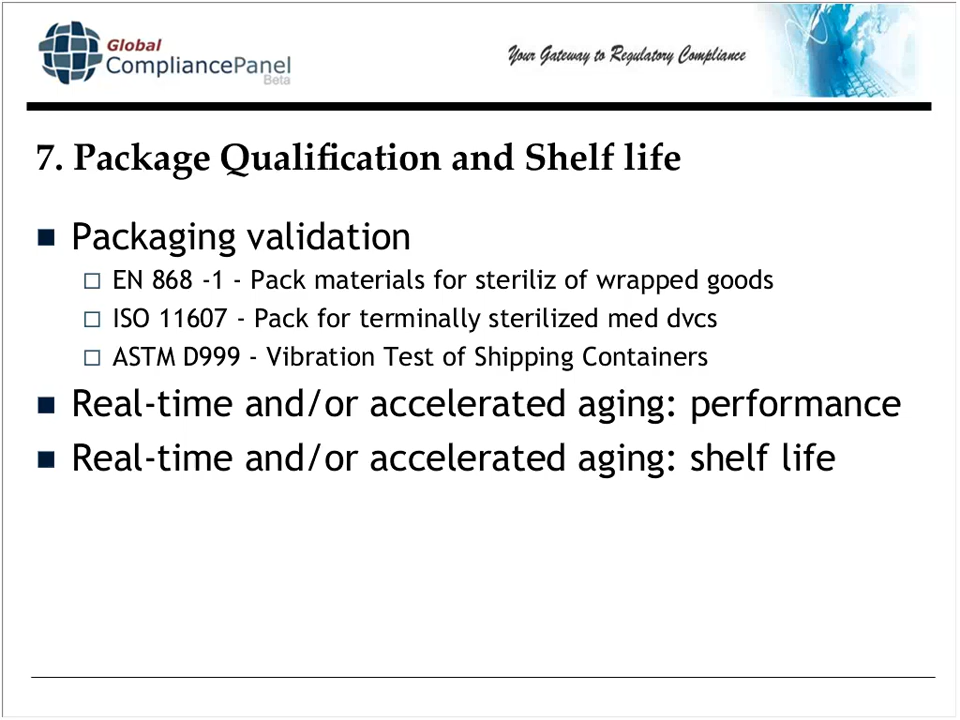 Global
CompliancePanel
Beta
Your Gateway to Regulatory Compliance
7. Package Qualification and Shelf life
Packaging validation
EN 868 -1 - Pack materials for steriliz of wrapped goods
ISO 11607 - Pack for terminally sterilized med dvcs
ASTM D999 - Vibration Test of Shipping Containers
Real-time and/or accelerated aging: performance
Real-time and/or accelerated aging: shelf life